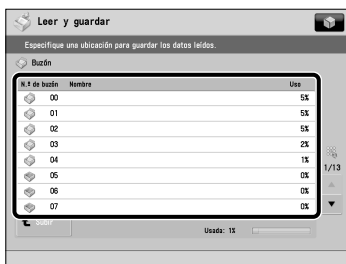 Leer y guardar
Especifique una ubicación para guardar los datos leídos.
Buzón
N.º de buzón Nombre Uso
00 5%
01 5%
02 5%
03 2%
04 1%
05 0%
06 0%
07 0%
1/13
Subir
Usada: 1%